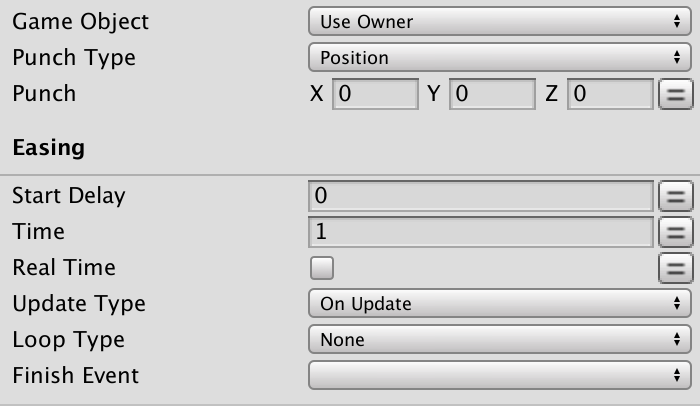 Game Object Use Owner
Punch Type Position
Punch X 0 Y 0 Z 0
Easing
Start Delay 0
Time 1
Real Time
Update Type On Update
Loop Type None
Finish Event